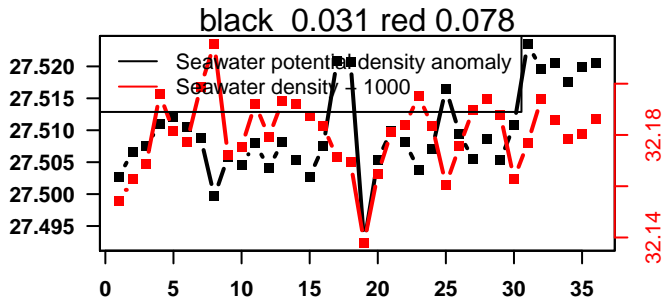 black  0.031 red 0.078
Seawater potential density anomaly
Seawater density – 1000
27.520
27.515
27.510
27.505
27.500
27.495
32.18
32.14
0 5 10 15 20 25 30 35